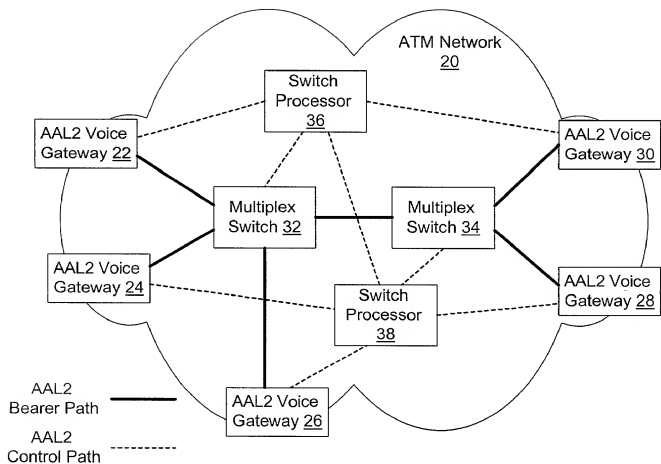 ATM Network
20
Switch
Processor
36
AAL2 Voice
Gateway 22
AAL2 Voice
Gateway 30
Multiplex
Switch 32
Multiplex
Switch 34
AAL2 Voice
Gateway 24
AAL2 Voice
Gateway 28
Switch
Processor
38
AAL2 Voice
Gateway 26
AAL2
Bearer Path
AAL2
Control Path